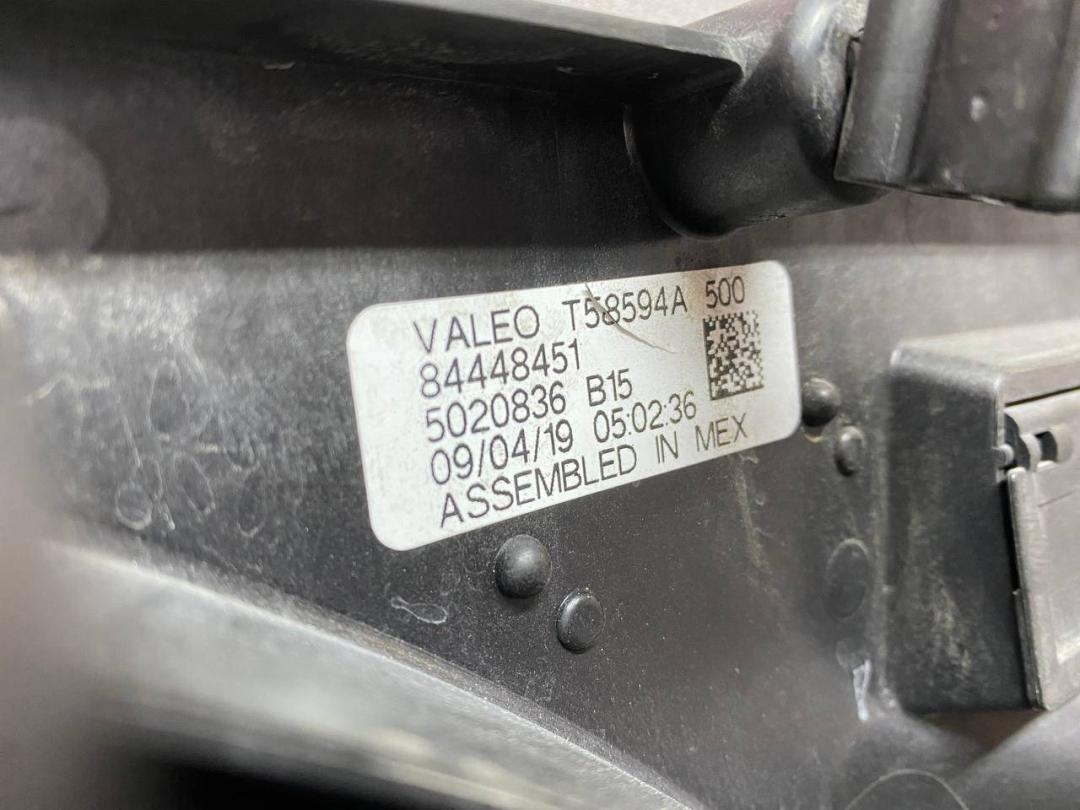 VALEO T58594A 500
84448451
5020836 B15
09/04/19 05:02:36
ASSEMBLED IN MEX